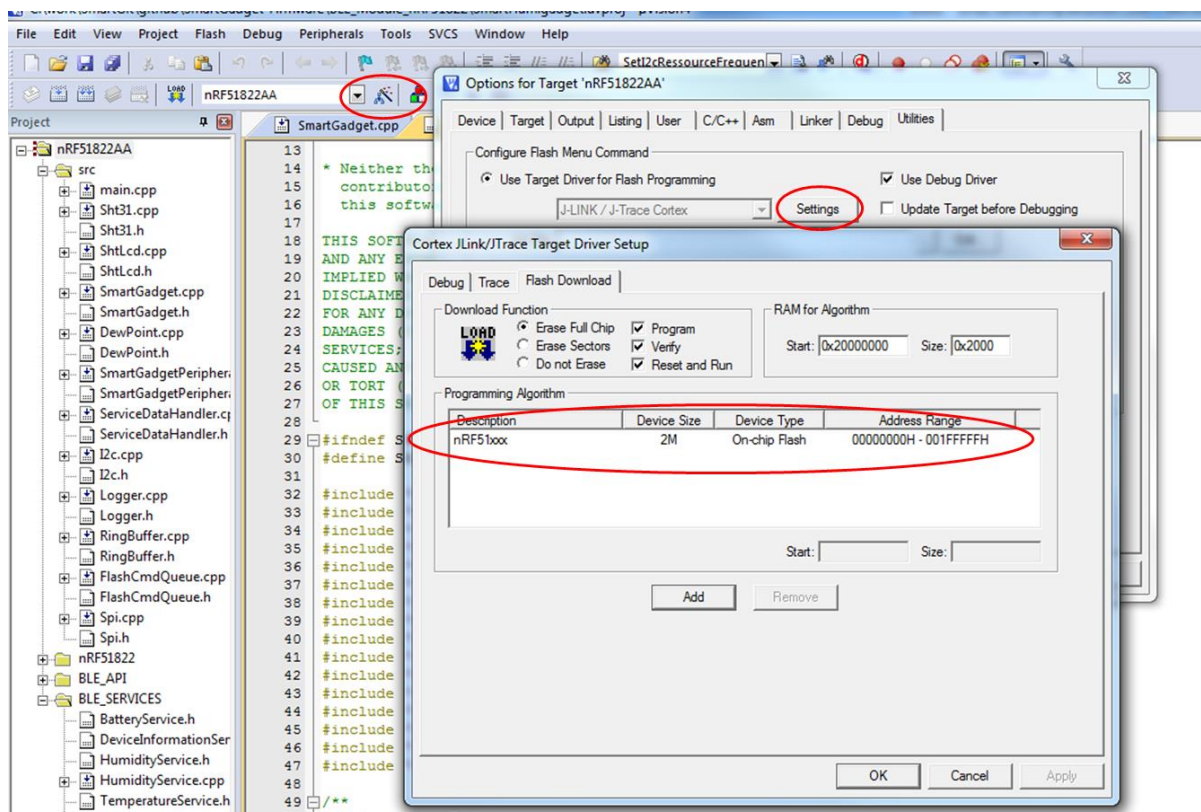 File Edit View Project Flash Debug Peripherals Tools SVCS Window Help
SetI2cRessourceFrequen
LOAD nRF51822AA
Project
nRF51822AA
src
main.cpp
Sht31.cpp
Sht31.h
ShtLcd.cpp
ShtLcd.h
SmartGadget.cpp
SmartGadget.h
DewPoint.cpp
DewPoint.h
SmartGadgetPeriphera
SmartGadgetPeriphera
ServiceDataHandler.cp
ServiceDataHandler.h
I2c.cpp
I2c.h
Logger.cpp
Logger.h
RingBuffer.cpp
RingBuffer.h
FlashCmdQueue.cpp
FlashCmdQueue.h
Spi.cpp
Spi.h
nRF51822
BLE_API
BLE_SERVICES
BatteryService.h
DeviceInformationSer
HumidityService.h
HumidityService.cpp
TemperatureService.h
SmartGadget.cpp
13
14 * Neither the
15 contributo
16 this softwa
17
18 THIS SOFT
19 AND ANY E
20 IMPLIED W
21 DISCLAIME
22 FOR ANY D
23 DAMAGES (
24 SERVICES;
25 CAUSED AN
26 OR TORT (
27 OF THIS S
28
29 #ifndef S
30 #define S
31
32 #include
33 #include
34 #include
35 #include
36 #include
37 #include
38 #include
39 #include
40 #include
41 #include
42 #include
43 #include
44 #include
45 #include
46 #include
47 #include
48
49 /**
Options for Target 'nRF51822AA'
Device Target Output Listing User C/C++ Asm Linker Debug Utilities
Configure Flash Menu Command
Use Target Driver for Flash Programming Use Debug Driver
J-LINK / J-Trace Cortex Settings Update Target before Debugging
Cortex JLink/JTrace Target Driver Setup
Debug Trace Flash Download
Download Function RAM for Algorithm
LOAD Erase Full Chip Program
Erase Sectors Verify Start: 0x20000000 Size: 0x2000
Do not Erase Reset and Run
Programming Algorithm
Description Device Size Device Type Address Range
nRF51xxx 2M On-chip Flash 00000000H - 001FFFFFH
Start: Size:
Add Remove
OK Cancel Apply